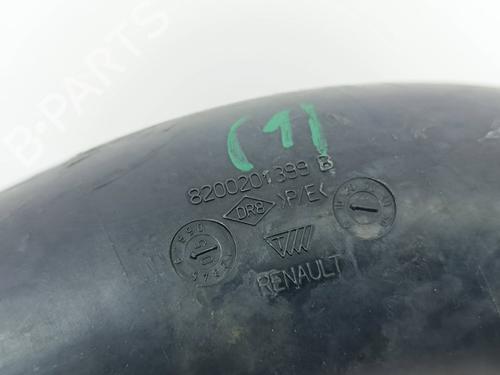 B-PARTS
(1)
8200201399 B
DR8 >P/E<
RENAULT